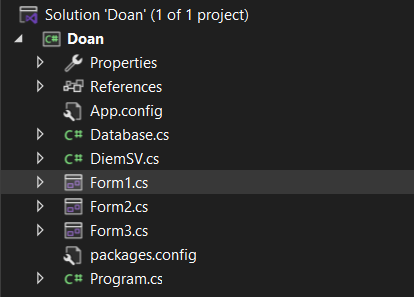 Solution 'Doan' (1 of 1 project)
C# Doan
Properties
References
App.config
C# Database.cs
C# DiemSV.cs
Form1.cs
Form2.cs
Form3.cs
packages.config
C# Program.cs